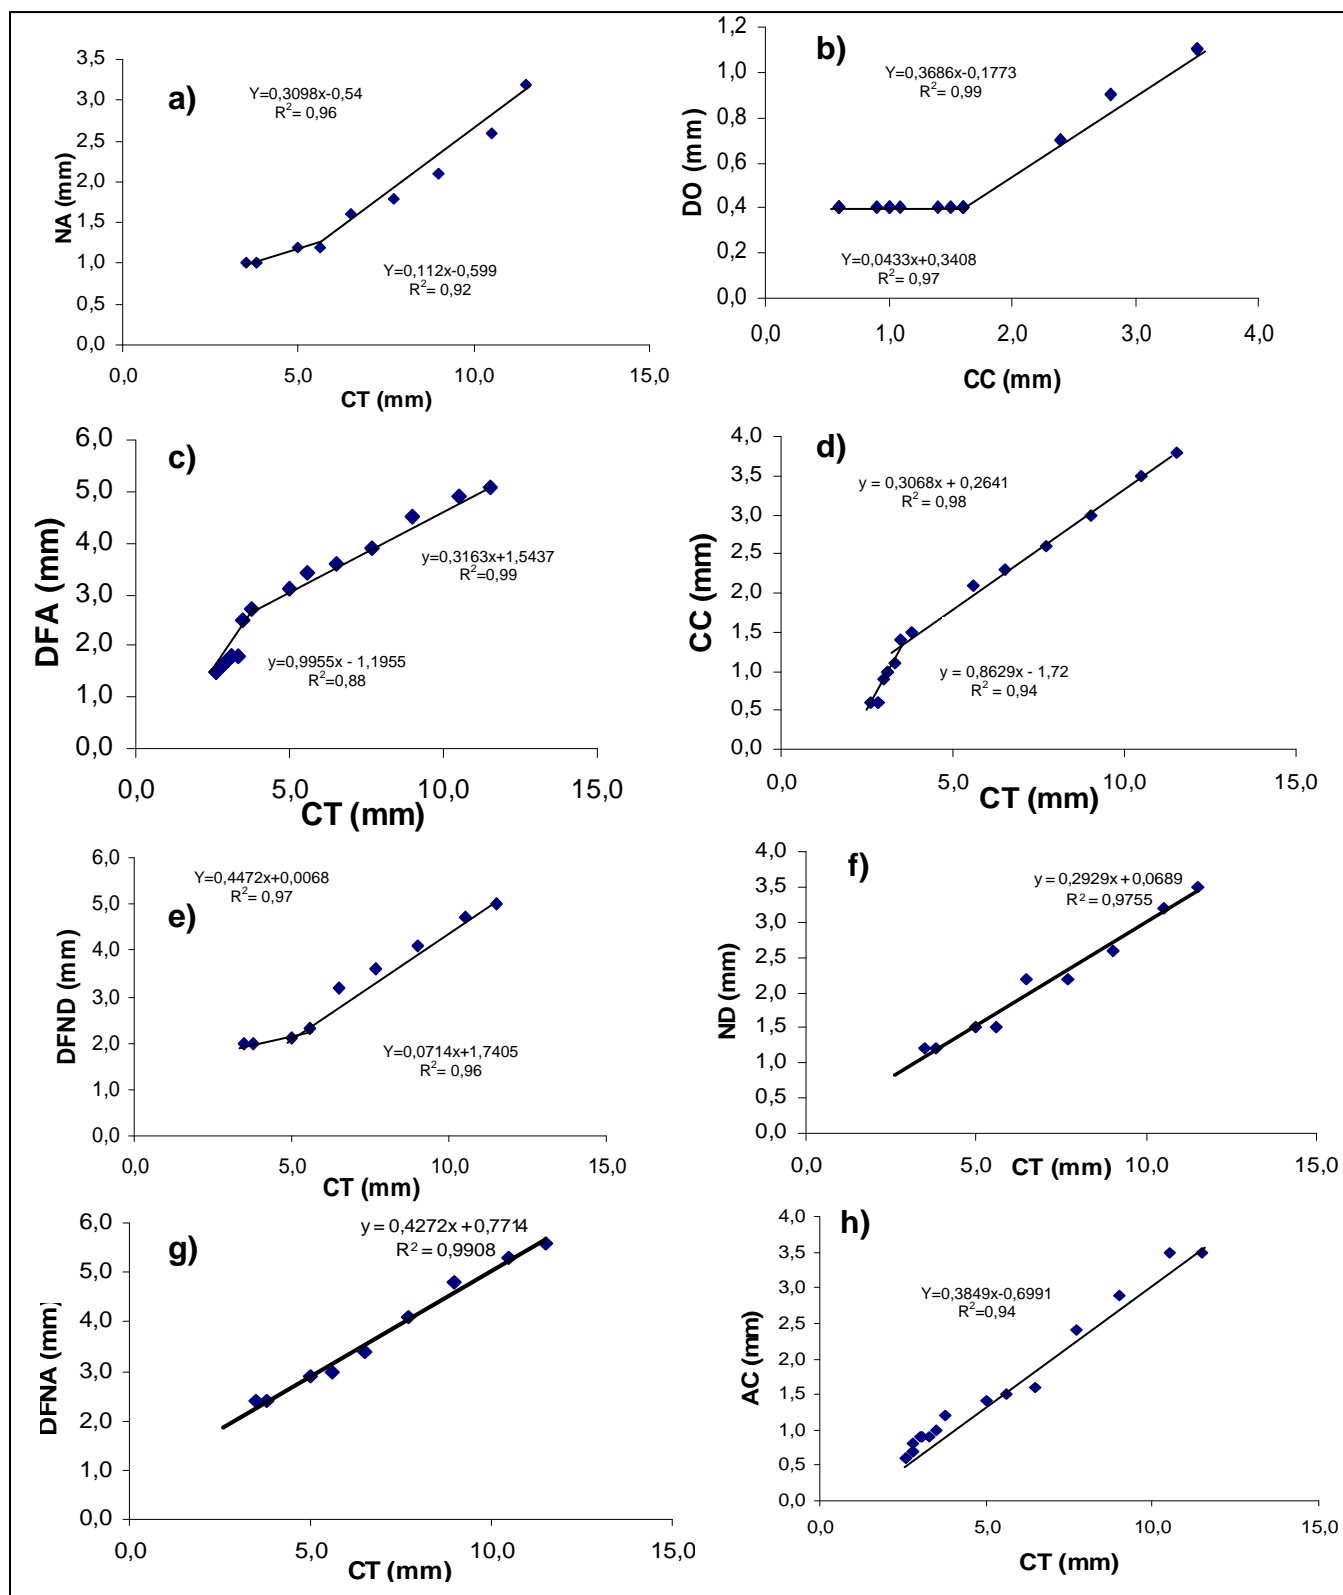 a)
Y=0,3098x-0,54
R²= 0,96
Y=0,112x-0,599
R²= 0,92
NA (mm)
3,5
3,0
2,5
2,0
1,5
1,0
0,5
0,0
0,0 5,0 10,0 15,0
CT (mm)
b)
Y=0,3686x-0,1773
R²= 0,99
Y=0,0433x+0,3408
R²= 0,97
DO (mm)
1,2
1,0
0,8
0,6
0,4
0,2
0,0
0,0 1,0 2,0 3,0 4,0
CC (mm)
c)
y=0,3163x+1,5437
R²=0,99
y=0,9955x - 1,1955
R²=0,88
DFA (mm)
6,0
5,0
4,0
3,0
2,0
1,0
0,0
0,0 5,0 10,0 15,0
CT (mm)
d)
y = 0,3068x + 0,2641
R² = 0,98
y = 0,8629x - 1,72
R² = 0,94
CC (mm)
4,0
3,5
3,0
2,5
2,0
1,5
1,0
0,5
0,0
0,0 5,0 10,0 15,0
CT (mm)
e)
Y=0,4472x+0,0068
R²= 0,97
Y=0,0714x+1,7405
R²= 0,96
DFND (mm)
6,0
5,0
4,0
3,0
2,0
1,0
0,0
0,0 5,0 10,0 15,0
CT (mm)
f)
y = 0,2929x + 0,0689
R² = 0,9755
ND (mm)
4,0
3,5
3,0
2,5
2,0
1,5
1,0
0,5
0,0
0,0 5,0 10,0 15,0
CT (mm)
g)
y = 0,4272x + 0,7714
R² = 0,9908
DFNA (mm)
6,0
5,0
4,0
3,0
2,0
1,0
0,0
0,0 5,0 10,0 15,0
CT (mm)
h)
Y=0,3849x-0,6991
R²=0,94
AC (mm)
4,0
3,5
3,0
2,5
2,0
1,5
1,0
0,5
0,0
0,0 5,0 10,0 15,0
CT (mm)